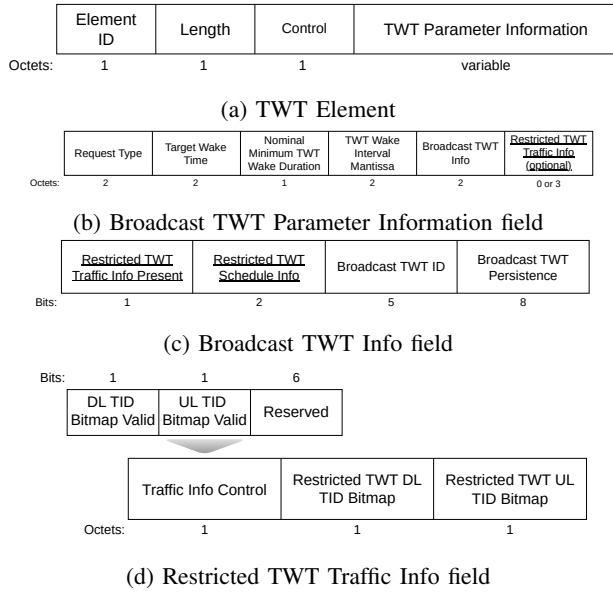 Element ID Length Control TWT Parameter Information
Octets: 1 1 1 variable
(a) TWT Element
Request Type Target Wake Time Nominal Minimum TWT Wake Duration TWT Wake Interval Mantissa Broadcast TWT Info Restricted TWT Traffic Info (optional)
Octets: 2 2 1 2 2 0 or 3
(b) Broadcast TWT Parameter Information field
Restricted TWT Traffic Info Present Restricted TWT Schedule Info Broadcast TWT ID Broadcast TWT Persistence
Bits: 1 2 5 8
(c) Broadcast TWT Info field
Bits: 1 1 6
DL TID Bitmap Valid UL TID Bitmap Valid Reserved
Traffic Info Control Restricted TWT DL TID Bitmap Restricted TWT UL TID Bitmap
Octets: 1 1 1
(d) Restricted TWT Traffic Info field